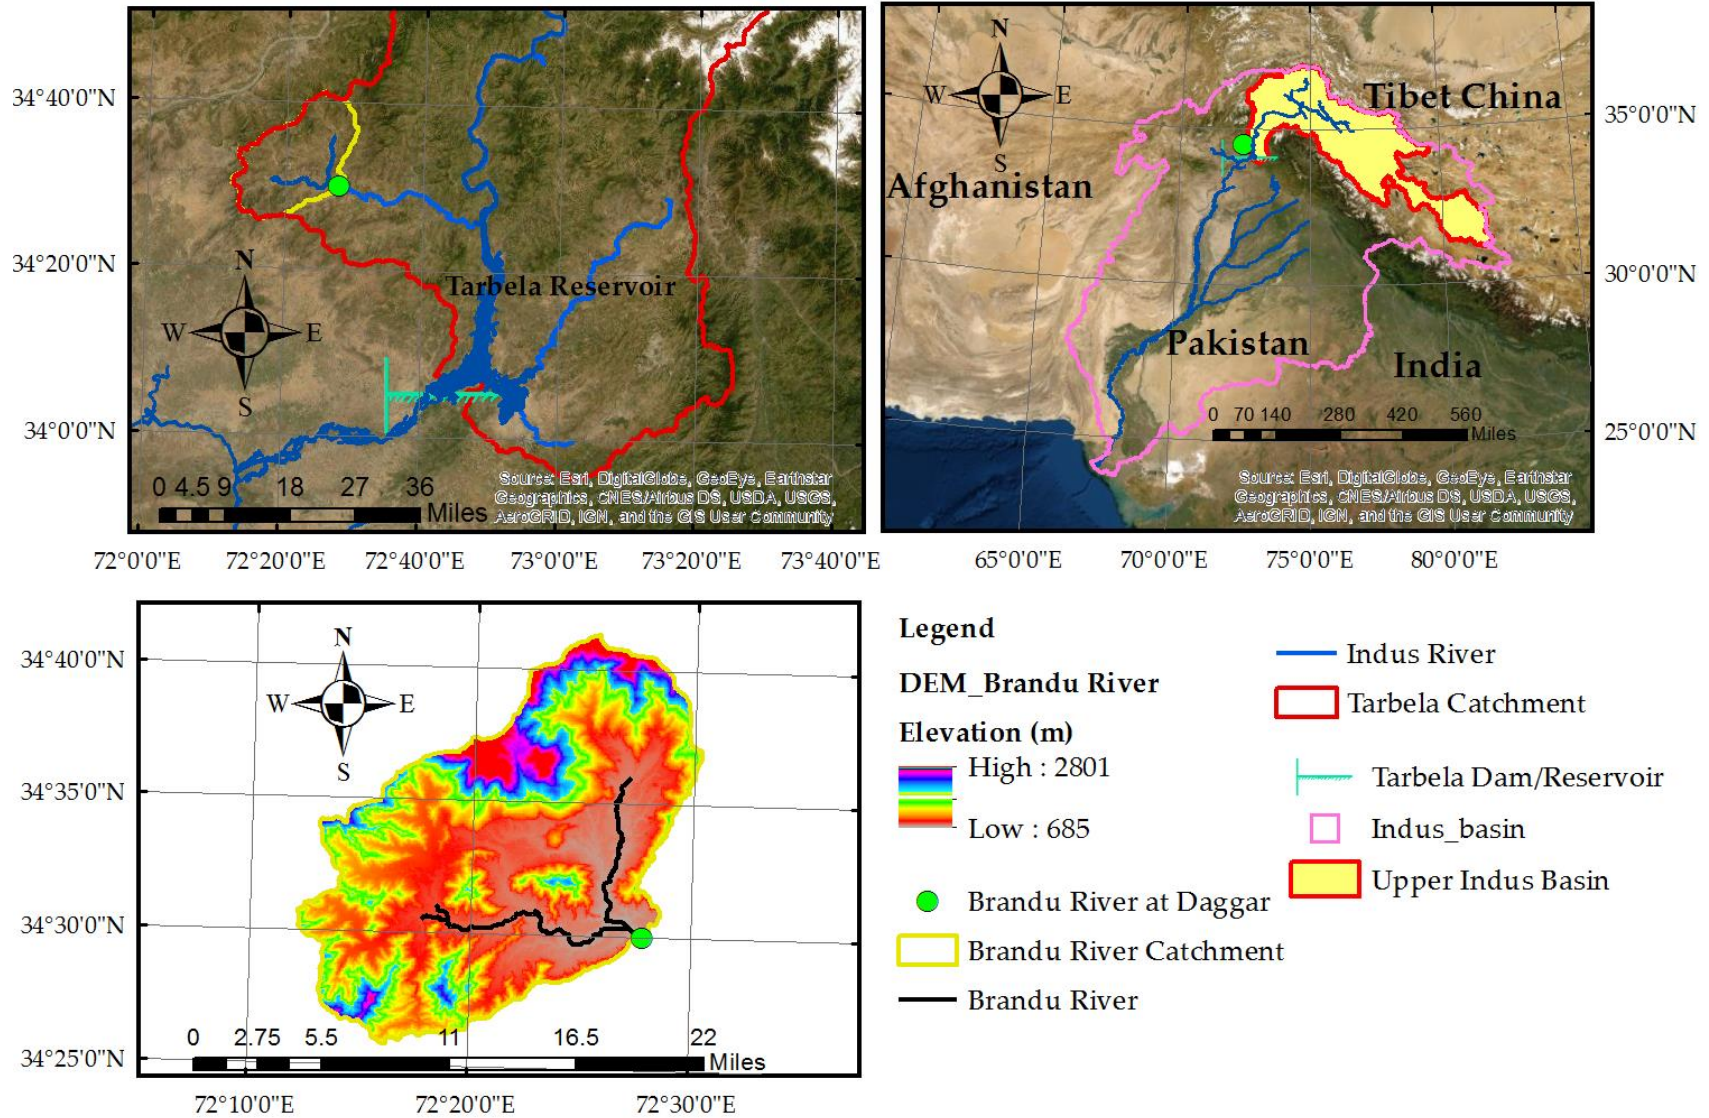 34°40'0"N
34°20'0"N
34°0'0"N
N
W
E
S
Tarbela Reservoir
0 4.5 9 18 27 36
Miles
Source: Esri, DigitalGlobe, GeoEye, Earthstar
Geographics, CNES/Airbus DS, USDA, USGS,
AeroGRID, IGN, and the GIS User Community
72°0'0"E 72°20'0"E 72°40'0"E 73°0'0"E 73°20'0"E 73°40'0"E
N
W
E
S
Tibet China
Afghanistan
Pakistan
India
0 70 140 280 420 560
Miles
Source: Esri, DigitalGlobe, GeoEye, Earthstar
Geographics, CNES/Airbus DS, USDA, USGS,
AeroGRID, IGN, and the GIS User Community
35°0'0"N
30°0'0"N
25°0'0"N
65°0'0"E 70°0'0"E 75°0'0"E 80°0'0"E
34°40'0"N
34°35'0"N
34°30'0"N
34°25'0"N
N
W
E
S
0 2.75 5.5 11 16.5 22
Miles
72°10'0"E 72°20'0"E 72°30'0"E
Legend
DEM_Brandu River
Elevation (m)
High : 2801
Low : 685
Brandu River at Daggar
Brandu River Catchment
Brandu River
Indus River
Tarbela Catchment
Tarbela Dam/Reservoir
Indus_basin
Upper Indus Basin